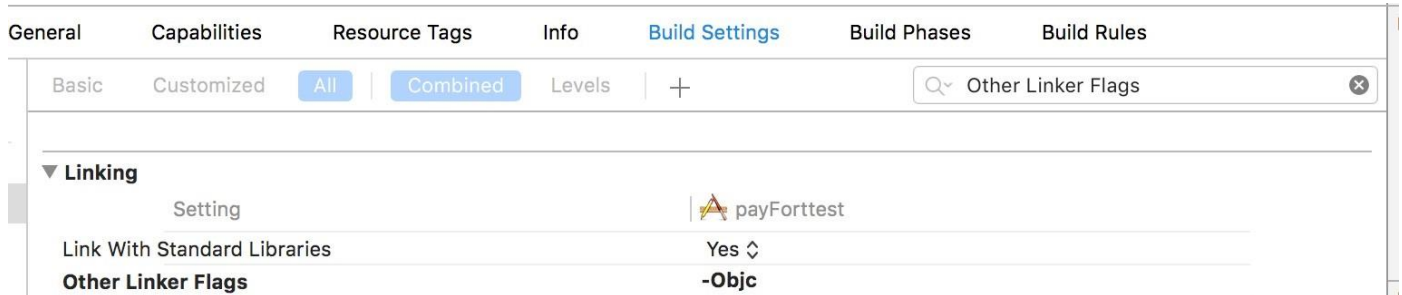 General Capabilities Resource Tags Info Build Settings Build Phases Build Rules
Basic Customized All Combined Levels + Other Linker Flags
Linking
Setting payForttest
Link With Standard Libraries Yes
Other Linker Flags -Objc